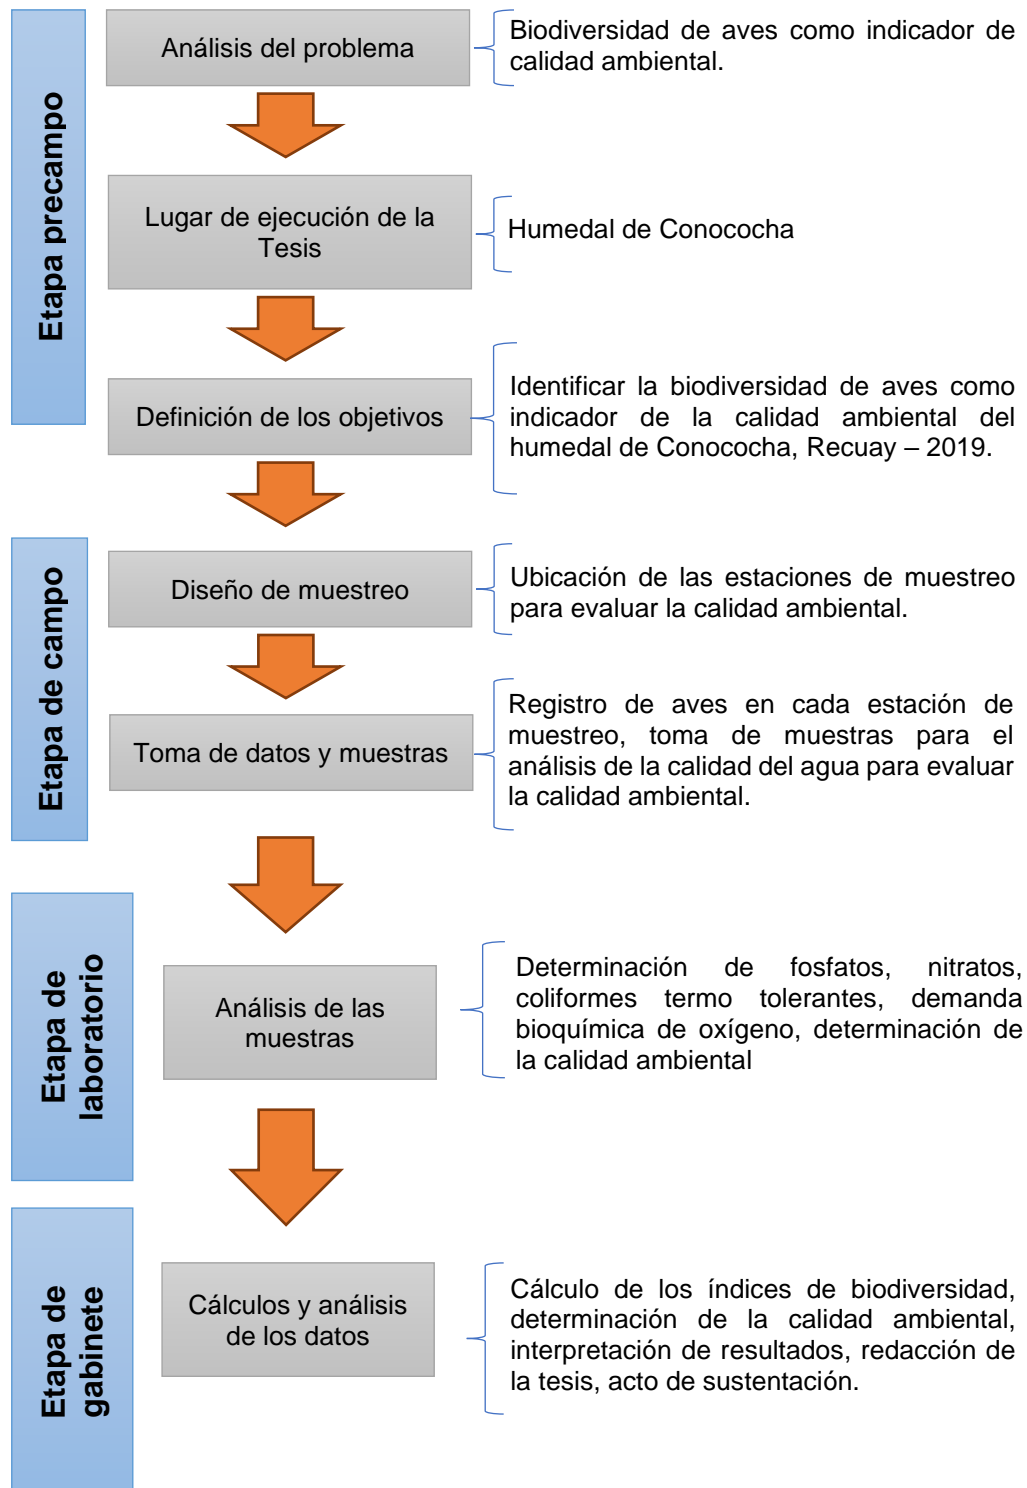 Etapa precampo
Análisis del problema
Biodiversidad de aves como indicador de
calidad ambiental.
Lugar de ejecución de la
Tesis
Humedal de Conococha
Definición de los objetivos
Identificar la biodiversidad de aves como
indicador de la calidad ambiental del
humedal de Conococha, Recuay – 2019.
Etapa de campo
Diseño de muestreo
Ubicación de las estaciones de muestreo
para evaluar la calidad ambiental.
Toma de datos y muestras
Registro de aves en cada estación de
muestreo, toma de muestras para el
análisis de la calidad del agua para evaluar
la calidad ambiental.
Etapa de
laboratorio
Análisis de las
muestras
Determinación de fosfatos, nitratos,
coliformes termo tolerantes, demanda
bioquímica de oxígeno, determinación de
la calidad ambiental
Etapa de
gabinete
Cálculos y análisis
de los datos
Cálculo de los índices de biodiversidad,
determinación de la calidad ambiental,
interpretación de resultados, redacción de
la tesis, acto de sustentación.